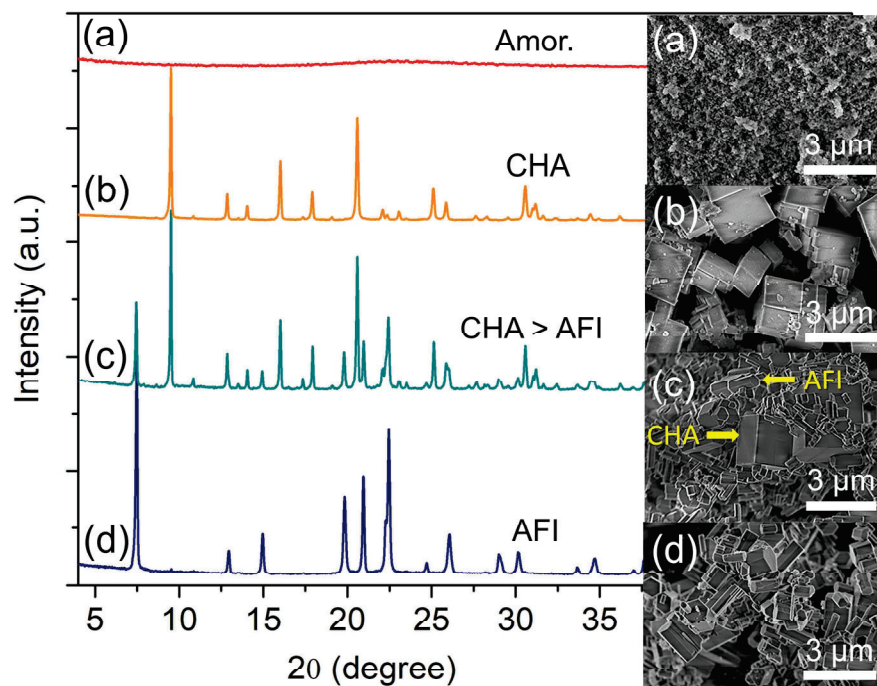 (a)
Amor.
(b)
CHA
(c)
CHA > AFI
(d)
AFI
Intensity (a.u.)
5 10 15 20 25 30 35
2θ (degree)
(a)
3 μm
(b)
3 μm
(c)
AFI
CHA
3 μm
(d)
3 μm